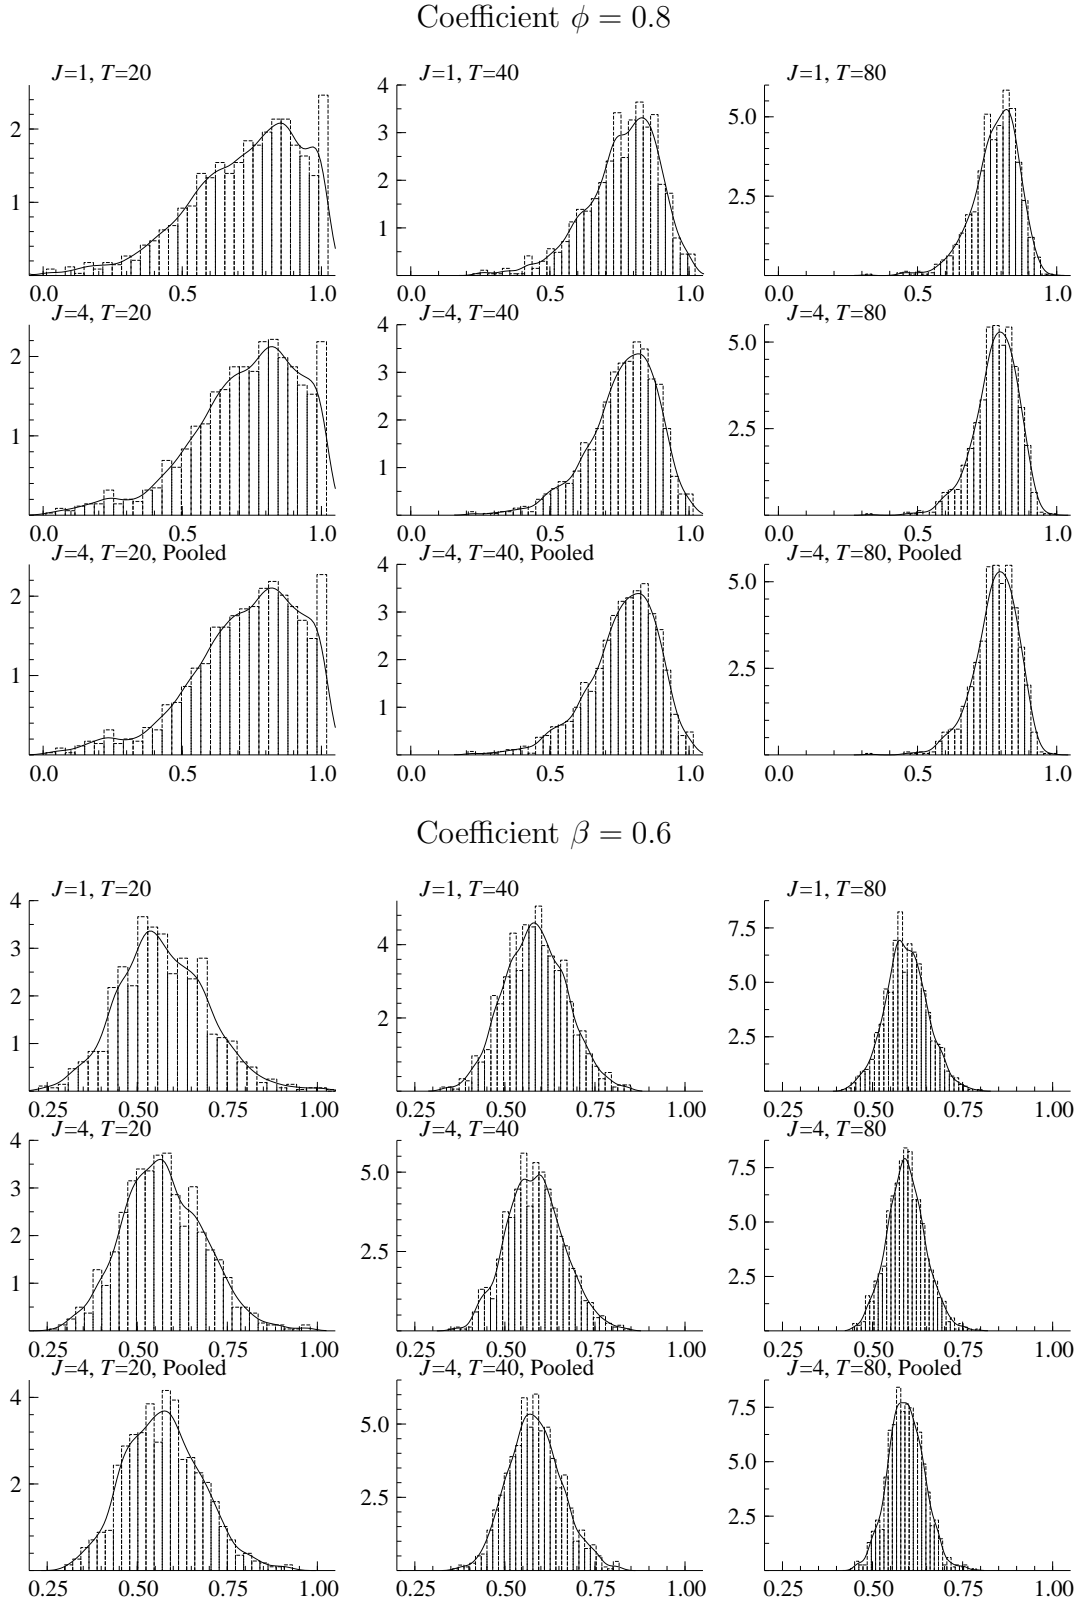 Coefficient ϕ = 0.8
J=1, T=20 J=1, T=40 J=1, T=80
2 1 4 3 2 1 5.0 2.5
0.0 0.5 1.0 0.0 0.5 1.0 0.0 0.5 1.0
J=4, T=20 J=4, T=40 J=4, T=80
2 1 4 3 2 1 5.0 2.5
0.0 0.5 1.0 0.0 0.5 1.0 0.0 0.5 1.0
J=4, T=20, Pooled J=4, T=40, Pooled J=4, T=80, Pooled
2 1 4 3 2 1 5.0 2.5
0.0 0.5 1.0 0.0 0.5 1.0 0.0 0.5 1.0
Coefficient β = 0.6
J=1, T=20 J=1, T=40 J=1, T=80
4 3 2 1 4 2 7.5 5.0 2.5
0.25 0.50 0.75 1.00 0.25 0.50 0.75 1.00 0.25 0.50 0.75 1.00
J=4, T=20 J=4, T=40 J=4, T=80
4 3 2 1 5.0 2.5 7.5 5.0 2.5
0.25 0.50 0.75 1.00 0.25 0.50 0.75 1.00 0.25 0.50 0.75 1.00
J=4, T=20, Pooled J=4, T=40, Pooled J=4, T=80, Pooled
4 2 5.0 2.5 7.5 5.0 2.5
0.25 0.50 0.75 1.00 0.25 0.50 0.75 1.00 0.25 0.50 0.75 1.00